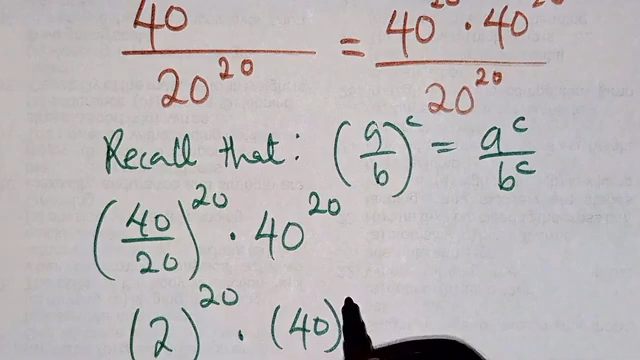 40 / 20^20 = 40^20 · 40^20 / 20^20
Recall that: (a/b)^c = a^c / b^c
(40/20)^20 · 40^20
(2)^20 · (40)